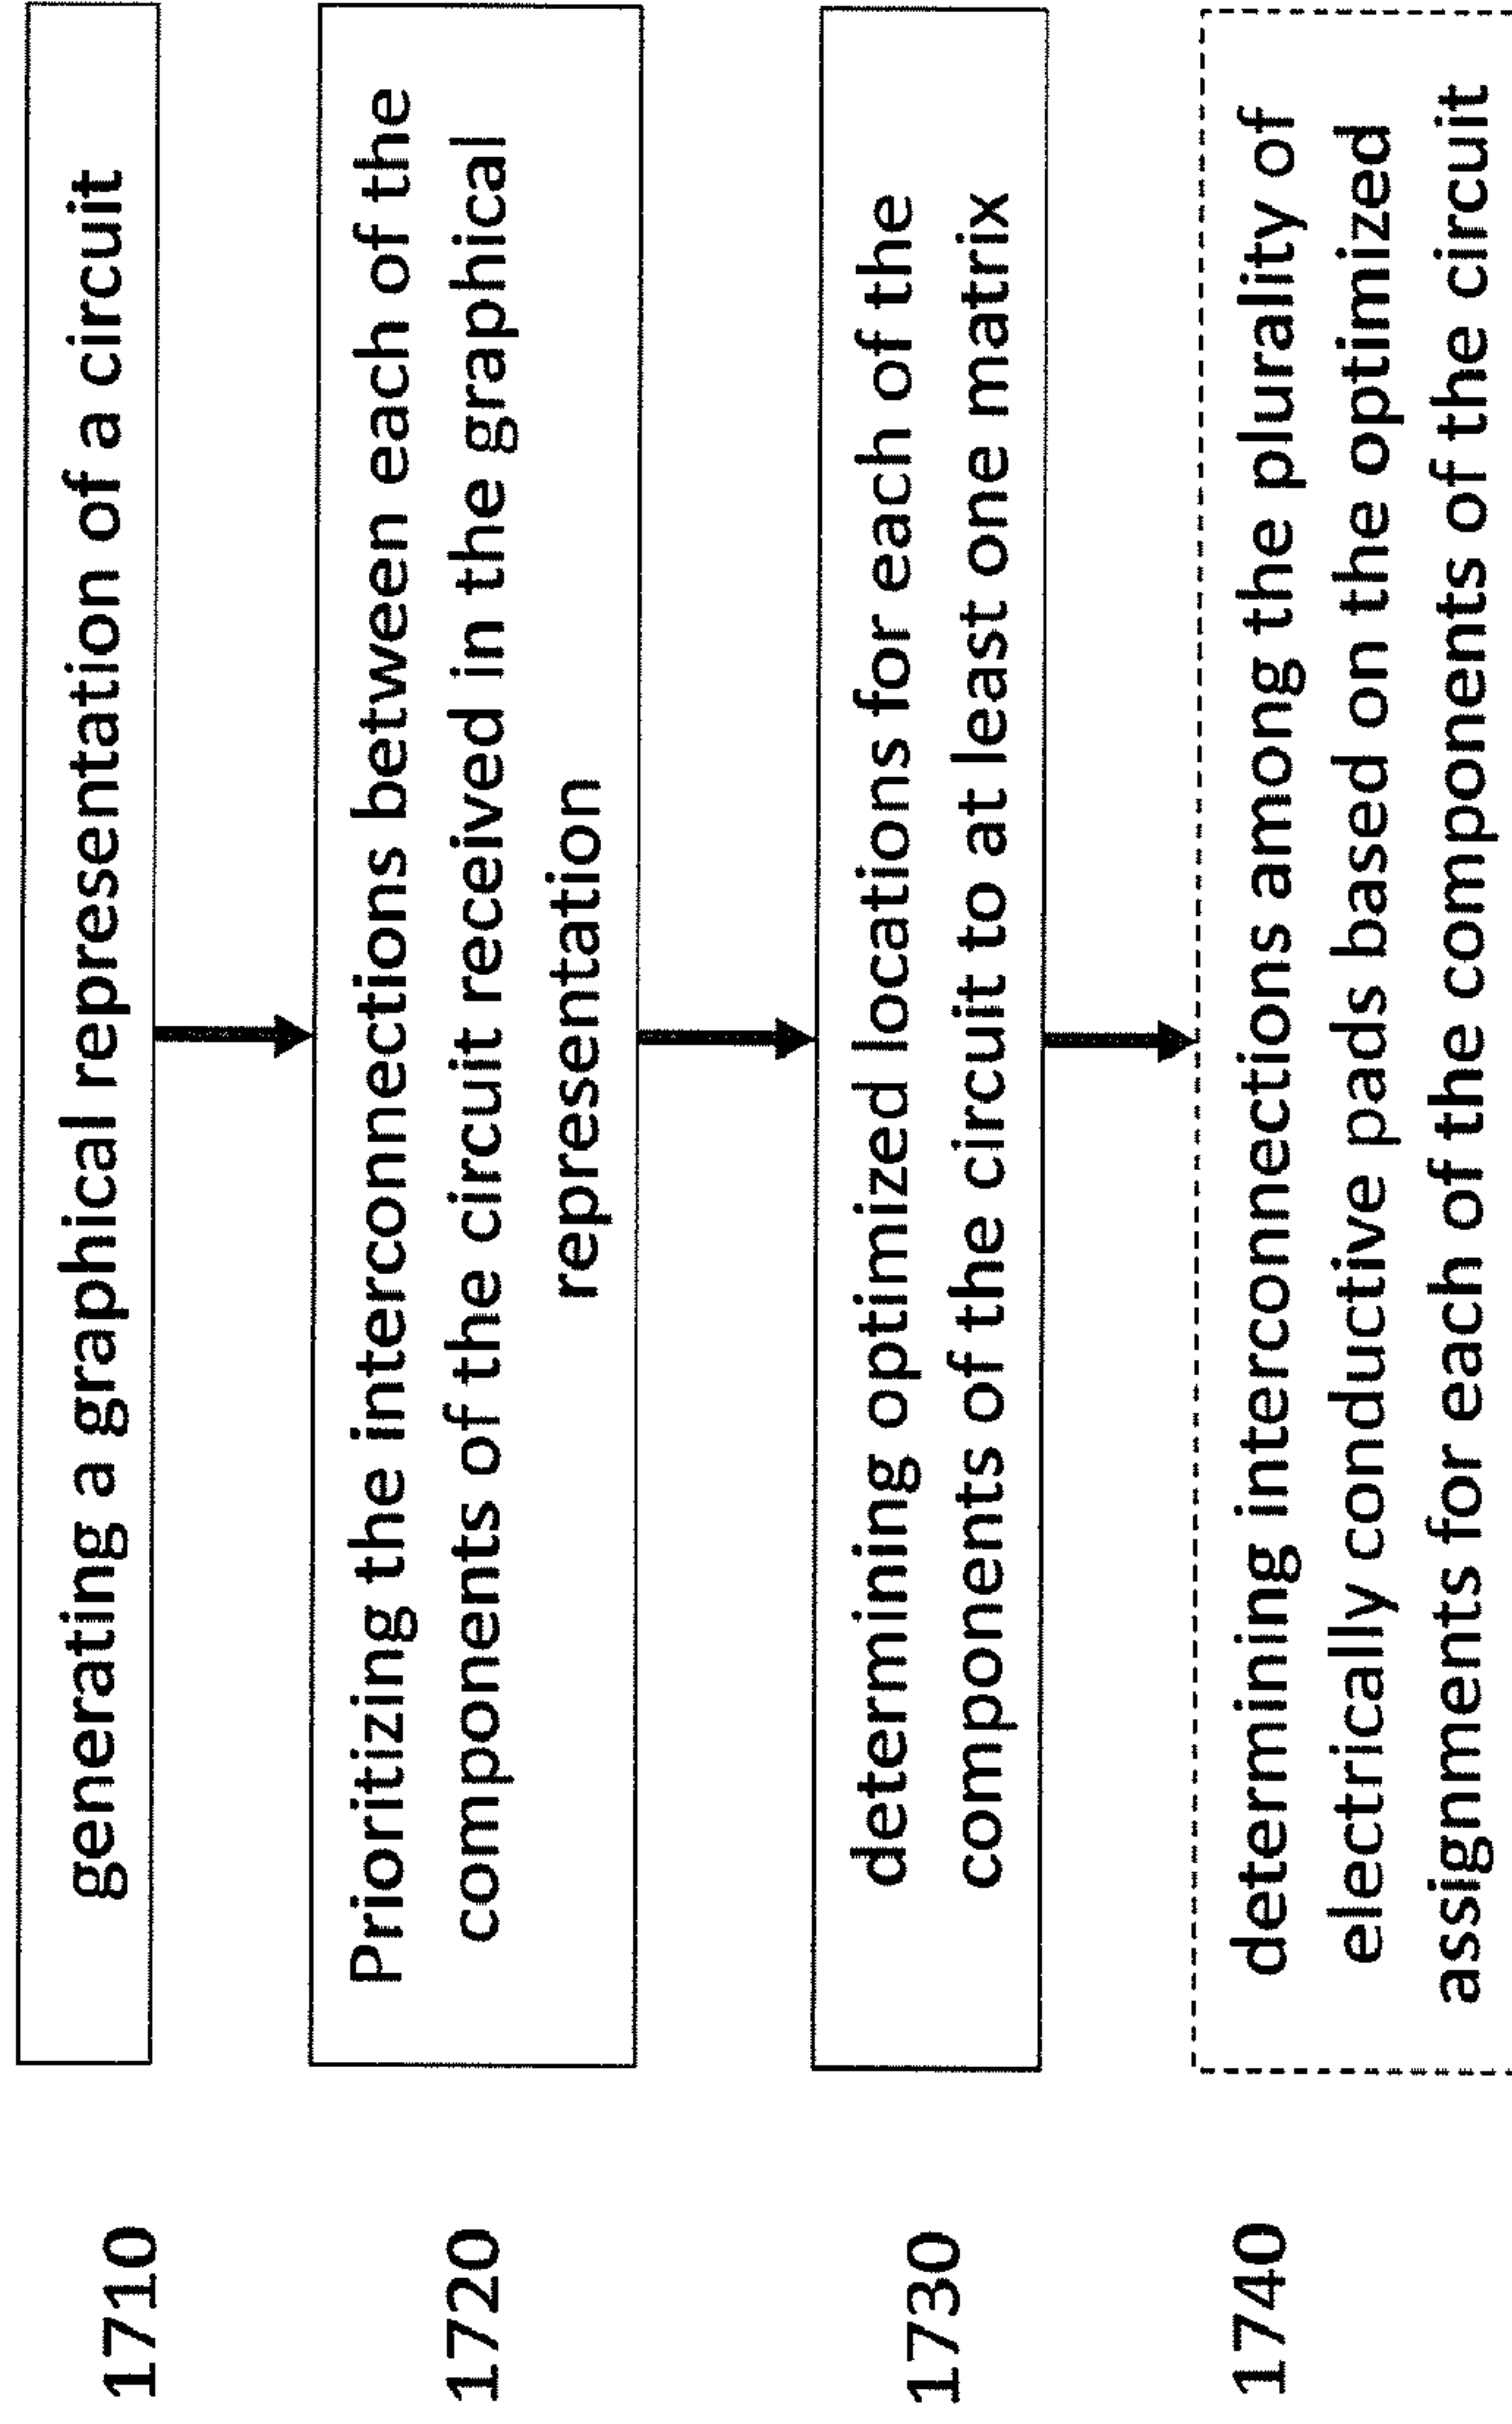 1710
generating a graphical representation of a circuit
1720
Prioritizing the interconnections between each of the
components of the circuit received in the graphical
representation
1730
determining optimized locations for each of the
components of the circuit to at least one matrix
1740
determining interconnections among the plurality of
electrically conductive pads based on the optimized
assignments for each of the components of the circuit